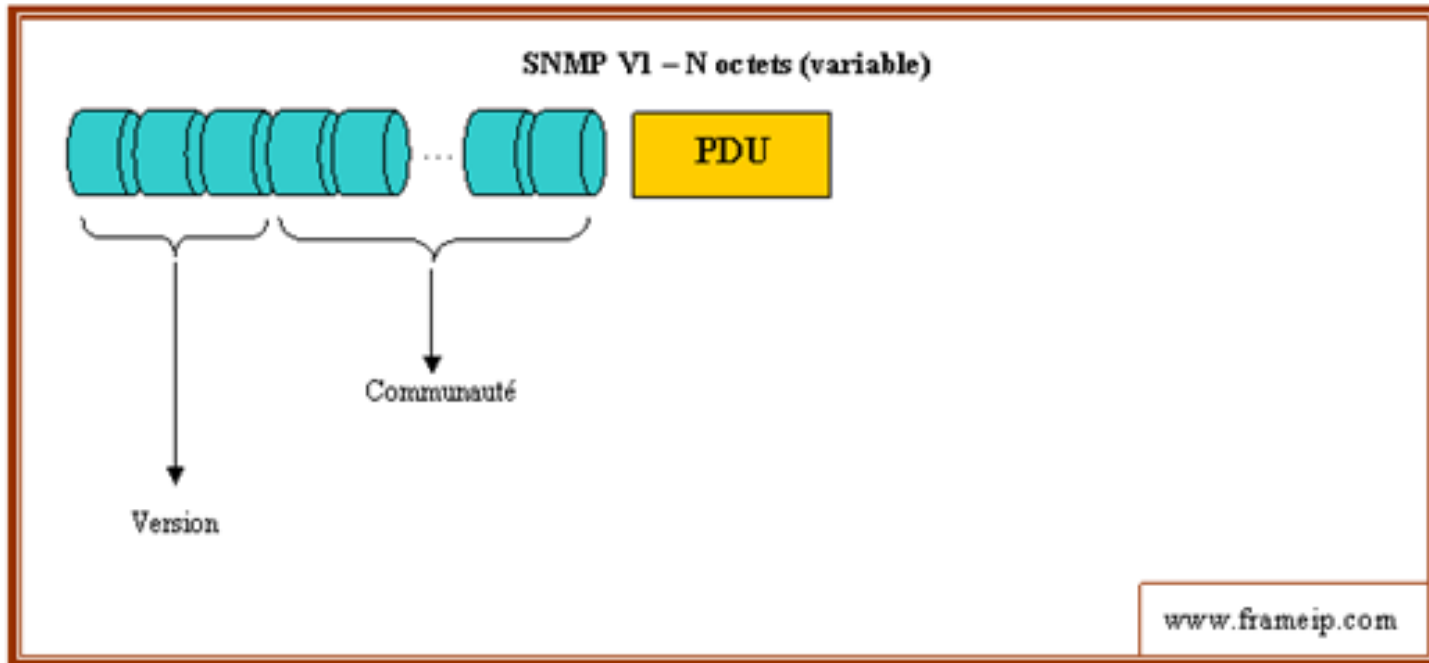 SNMP V1 – N octets (variable)
... PDU
Communauté
Version
www.frameip.com